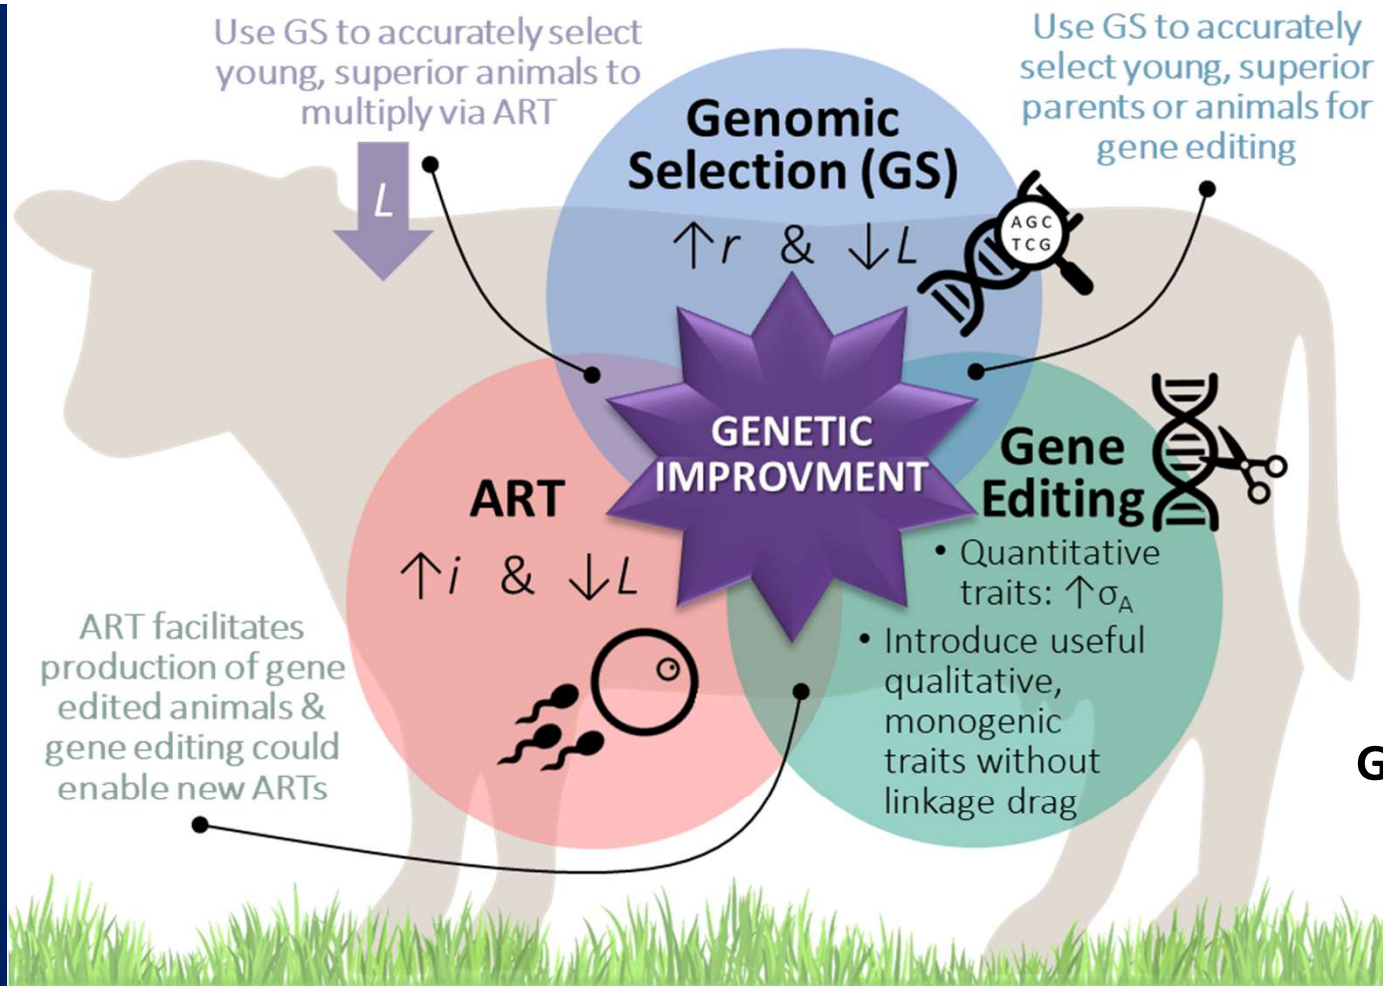 Use GS to accurately select
young, superior animals to
multiply via ART
L
Use GS to accurately
select young, superior
parents or animals for
gene editing
Genomic
Selection (GS)
↑r & ↓L
AGC
TCG
GENETIC
IMPROVMENT
ART
↑i & ↓L
Gene
Editing
• Quantitative
traits: ↑σA
• Introduce useful
qualitative,
monogenic
traits without
linkage drag
ART facilitates
production of gene
edited animals &
gene editing could
enable new ARTs
G